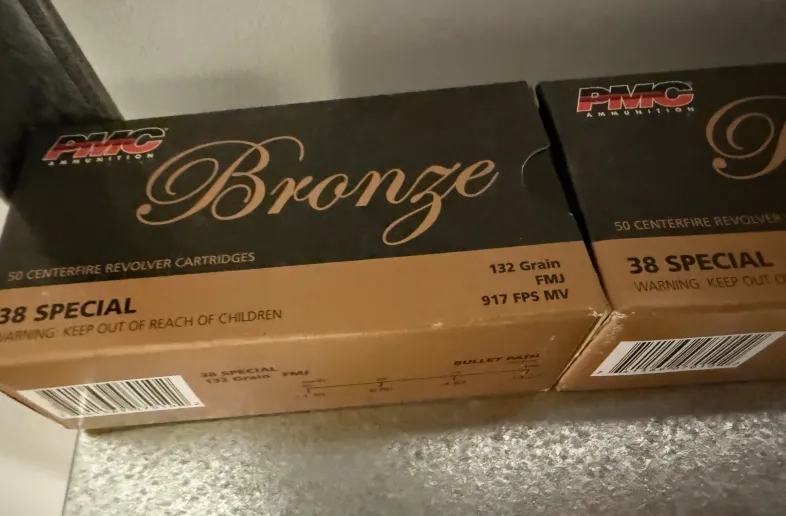 PMC
AMMUNITION
Bronze
50 CENTERFIRE REVOLVER CARTRIDGES
38 SPECIAL
WARNING: KEEP OUT OF REACH OF CHILDREN
132 Grain
FMJ
917 FPS MV
38 SPECIAL
132 Grain FMJ
BULLET PATH
PMC
AMMUNITION
50 CENTERFIRE REVOLVER
38 SPECIAL
WARNING: KEEP OUT